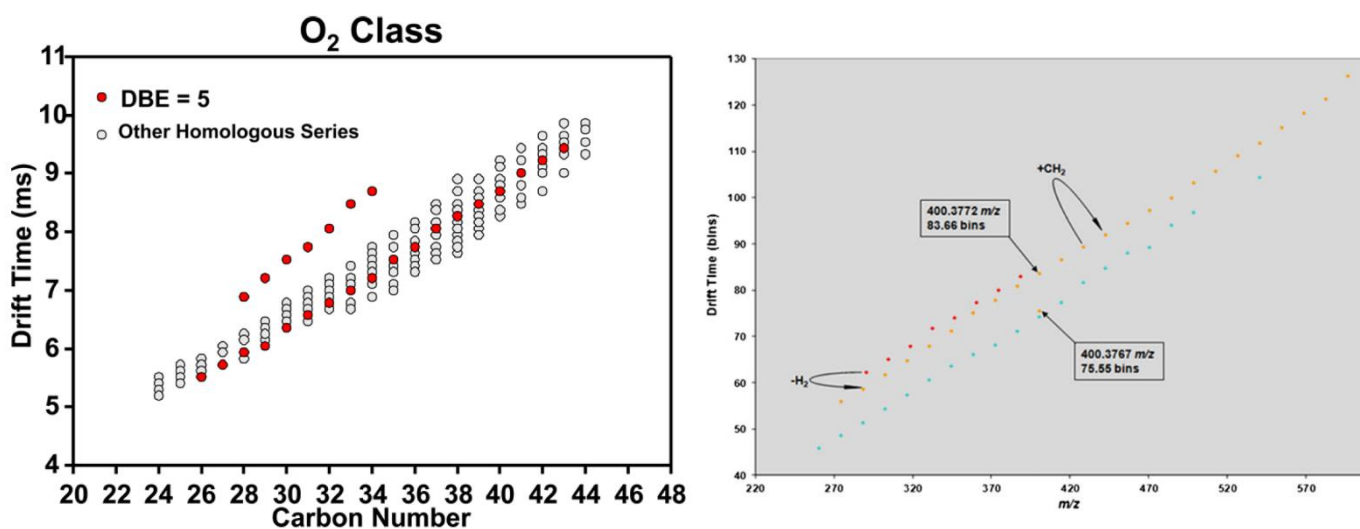 O₂ Class
11
10
9
8
7
6
5
4
Drift Time (ms)
DBE = 5
Other Homologous Series
20 22 24 26 28 30 32 34 36 38 40 42 44 46 48
Carbon Number
130
120
110
100
90
80
70
60
50
40
Drift Time (bins)
+CH₂
400.3772 m/z
83.66 bins
400.3767 m/z
75.55 bins
-H₂
220 270 320 370 420 470 520 570
m/z